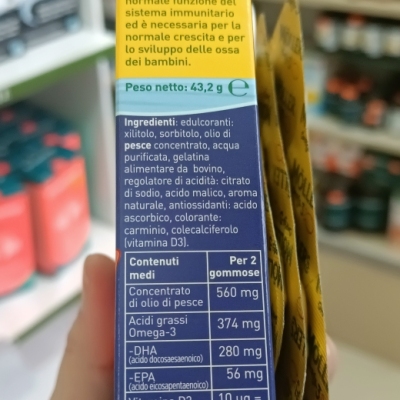 normale funzione del
sistema immunitario
ed è necessaria per la
normale crescita e per
lo sviluppo delle ossa
dei bambini.
Peso netto: 43,2 g ℮
Ingredienti: edulcoranti:
xilitolo, sorbitolo, olio di
pesce concentrato, acqua
purificata, gelatina
alimentare da bovino,
regolatore di acidità: citrato
di sodio, acido malico, aroma
naturale, antiossidanti: acido
ascorbico, colorante:
carminio, colecalciferolo
(vitamina D3).
Contenuti medi Per 2 gommose
Concentrato di olio di pesce 560 mg
Acidi grassi Omega-3 374 mg
-DHA (acido docosaesaenoico) 280 mg
-EPA (acido eicosapentaenoico) 56 mg
Vitamina D3 10 µg =